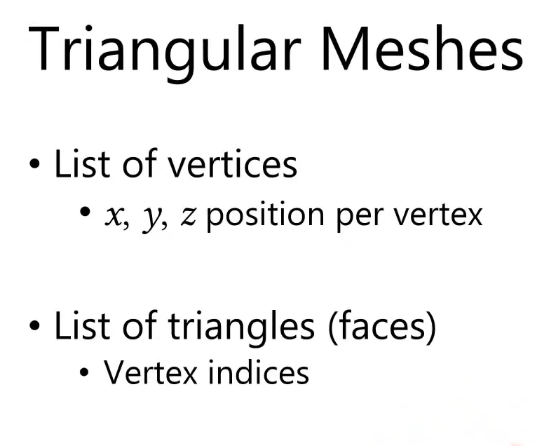 Triangular Meshes
• List of vertices
• x, y, z position per vertex
• List of triangles (faces)
• Vertex indices